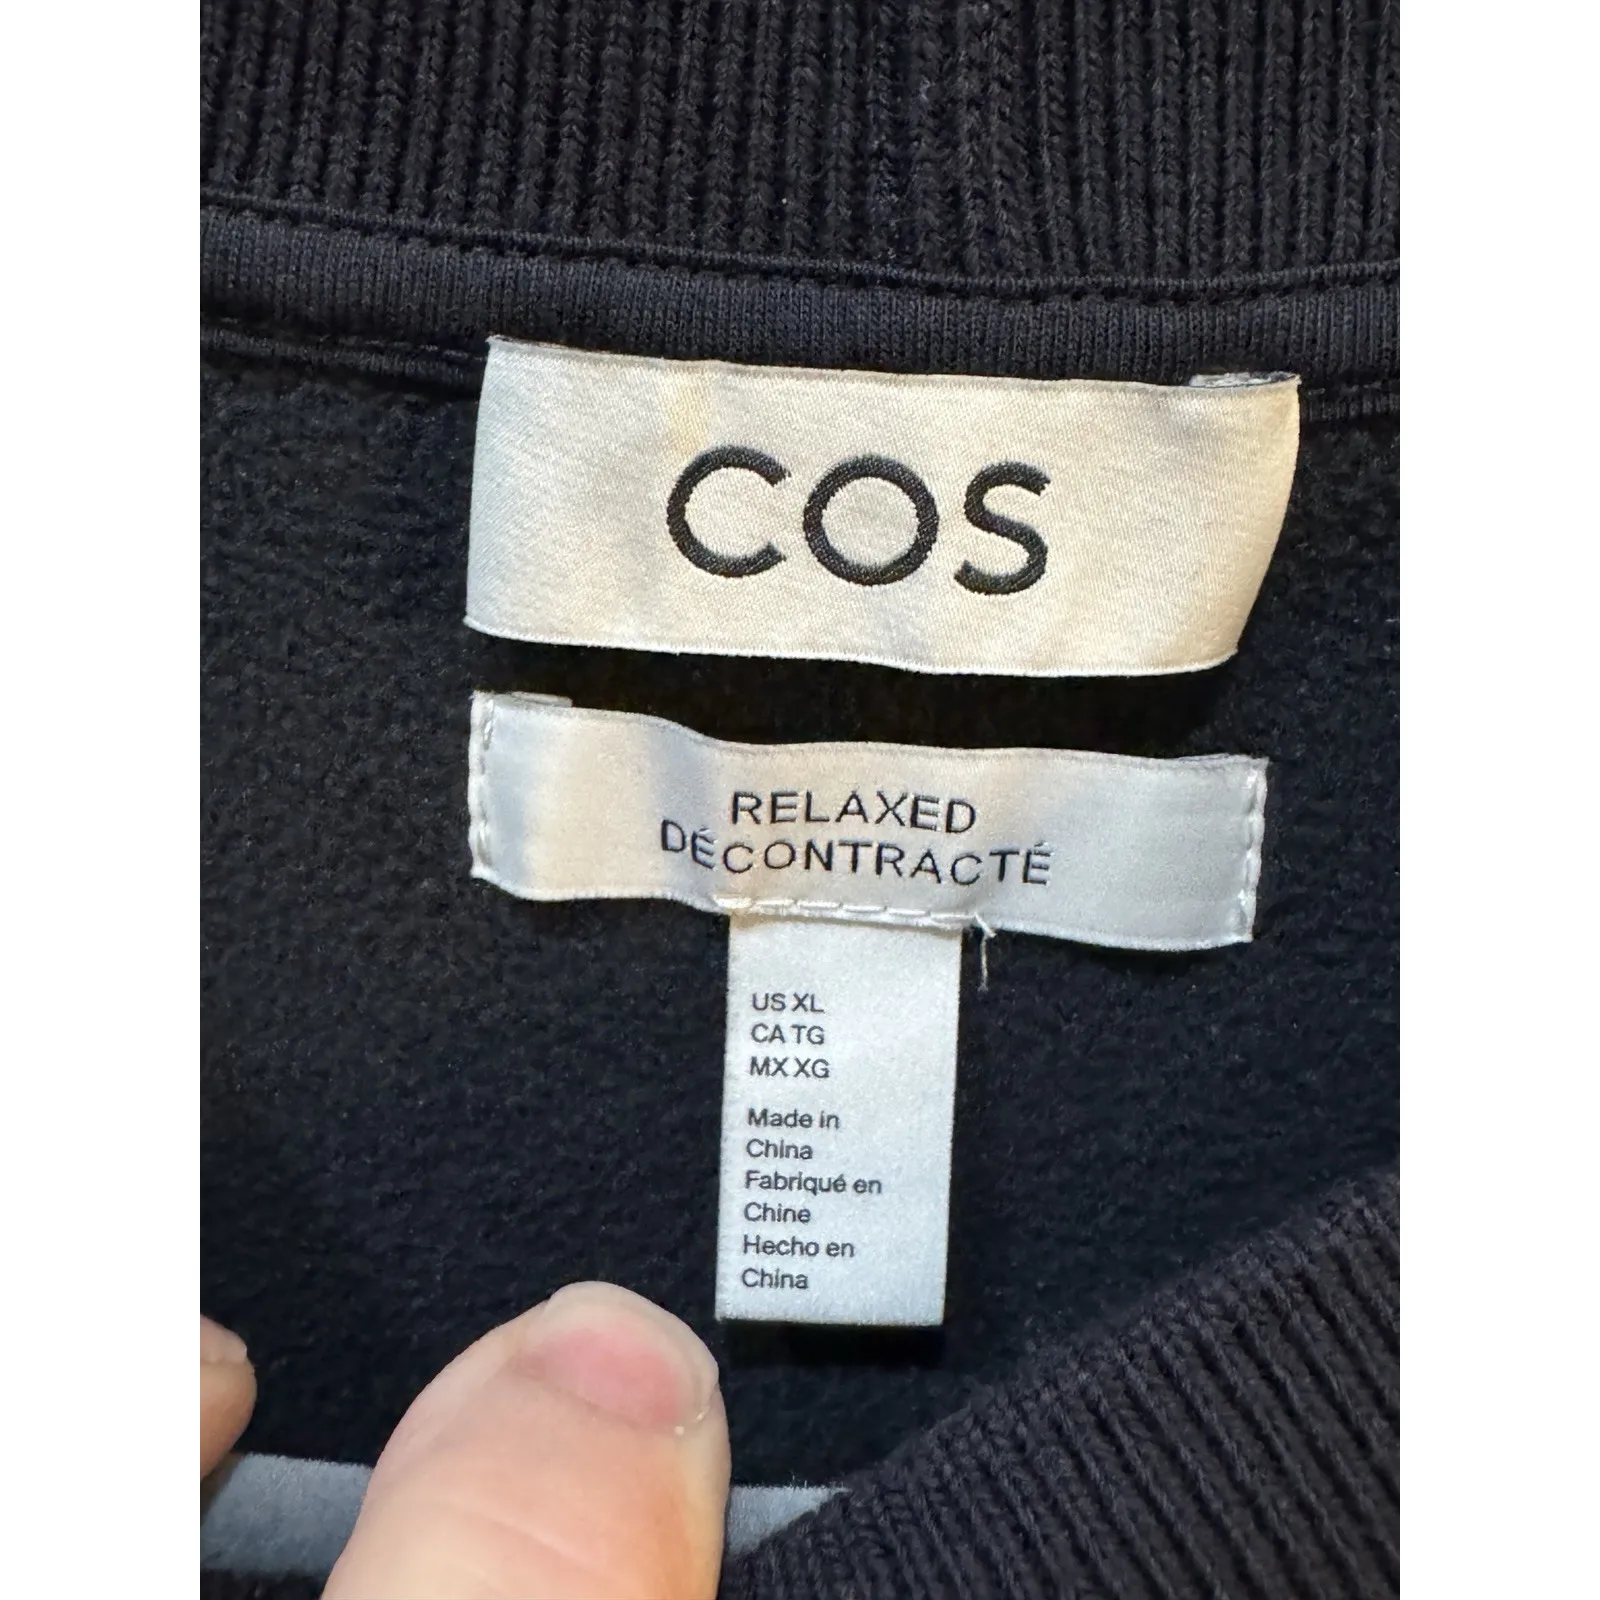 COS
RELAXED
DÉCONTRACTÉ
US XL
CA TG
MX XG
Made in
China
Fabriqué en
Chine
Hecho en
China